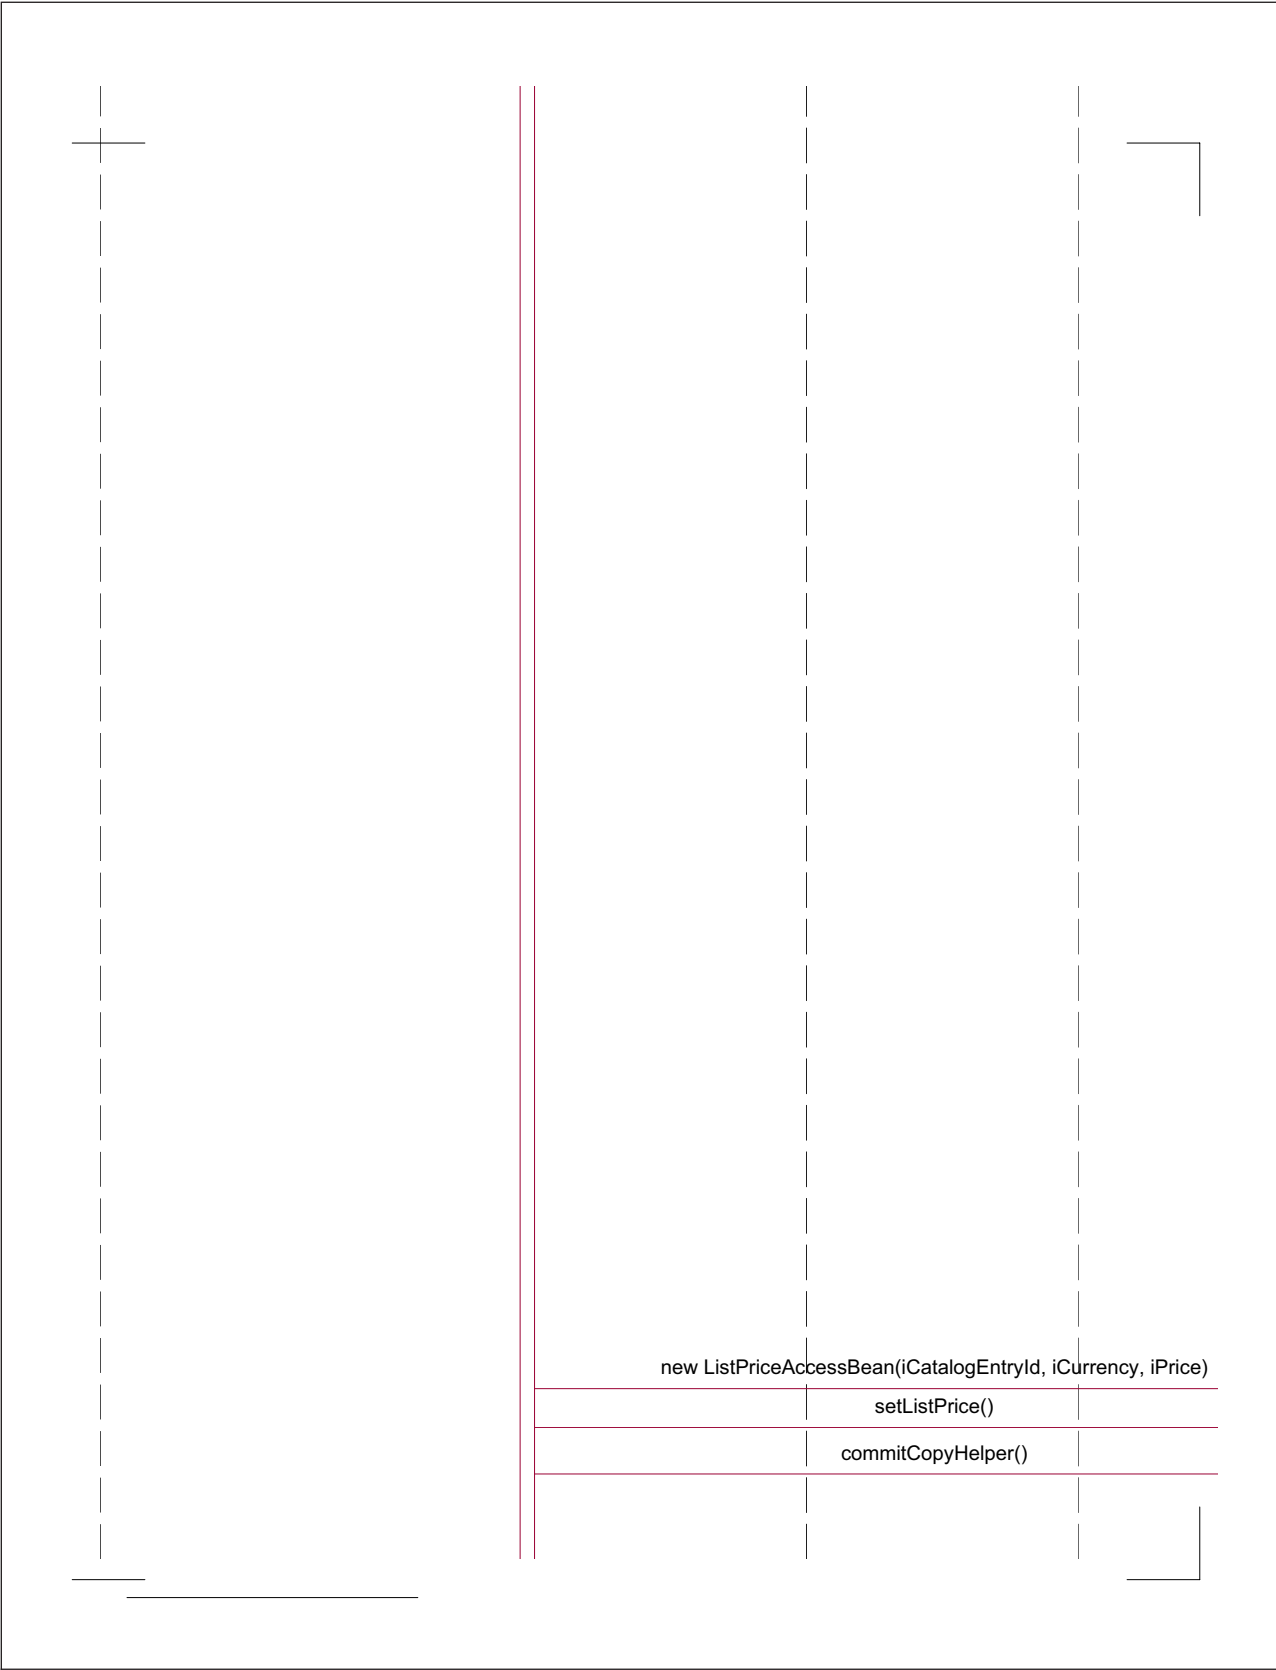 new ListPriceAccessBean(iCatalogEntryId, iCurrency, iPrice)
setListPrice()
commitCopyHelper()